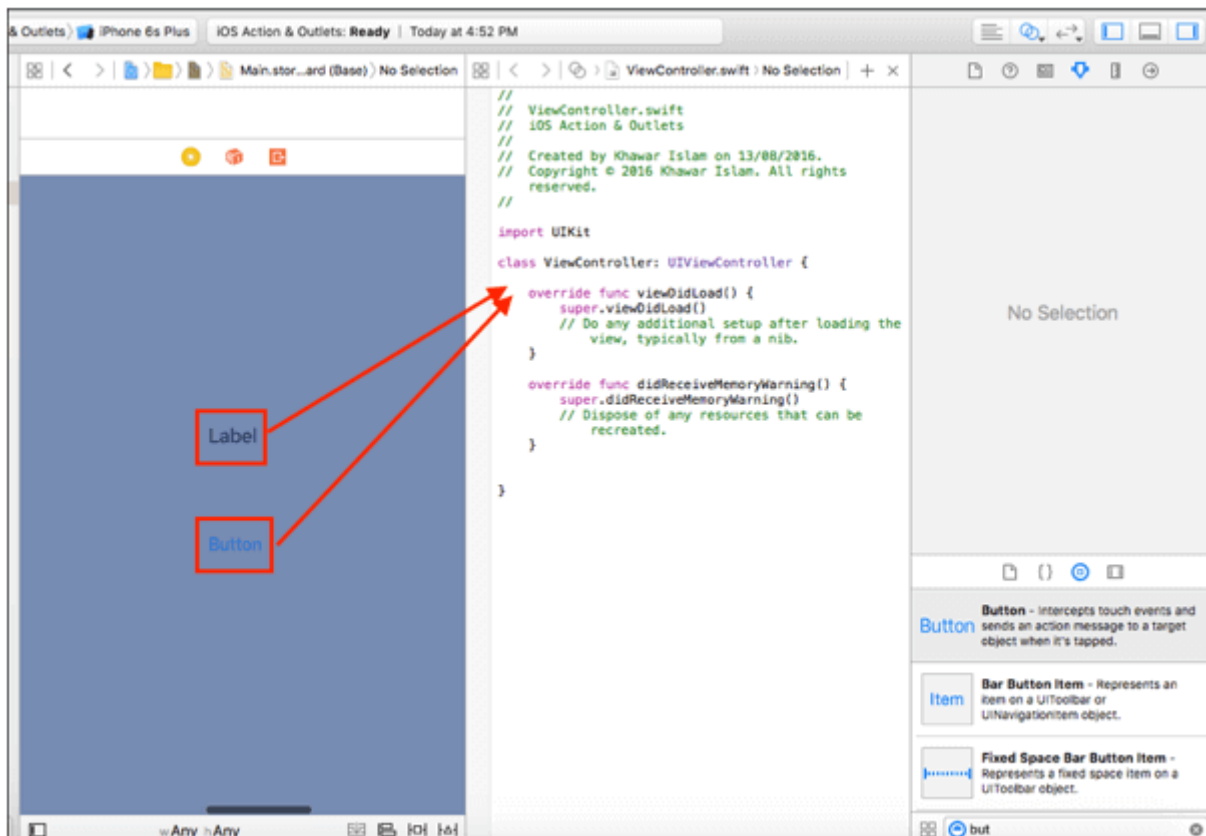 & Outlets iPhone 6s Plus iOS Action & Outlets: Ready | Today at 4:52 PM
Main.stor...ard (Base) No Selection
ViewController.swift No Selection
//
// ViewController.swift
// iOS Action & Outlets
//
// Created by Khawar Islam on 13/08/2016.
// Copyright © 2016 Khawar Islam. All rights
reserved.
//
import UIKit
class ViewController: UIViewController {
override func viewDidLoad() {
super.viewDidLoad()
// Do any additional setup after loading the
view, typically from a nib.
}
override func didReceiveMemoryWarning() {
super.didReceiveMemoryWarning()
// Dispose of any resources that can be
recreated.
}
}
Label
Button
No Selection
Button
Button - Intercepts touch events and
sends an action message to a target
object when it's tapped.
Item
Bar Button Item - Represents an
item on a UIToolbar or
UINavigationItem object.
Fixed Space Bar Button Item -
Represents a fixed space item on a
UIToolbar object.
w Any h Any
but